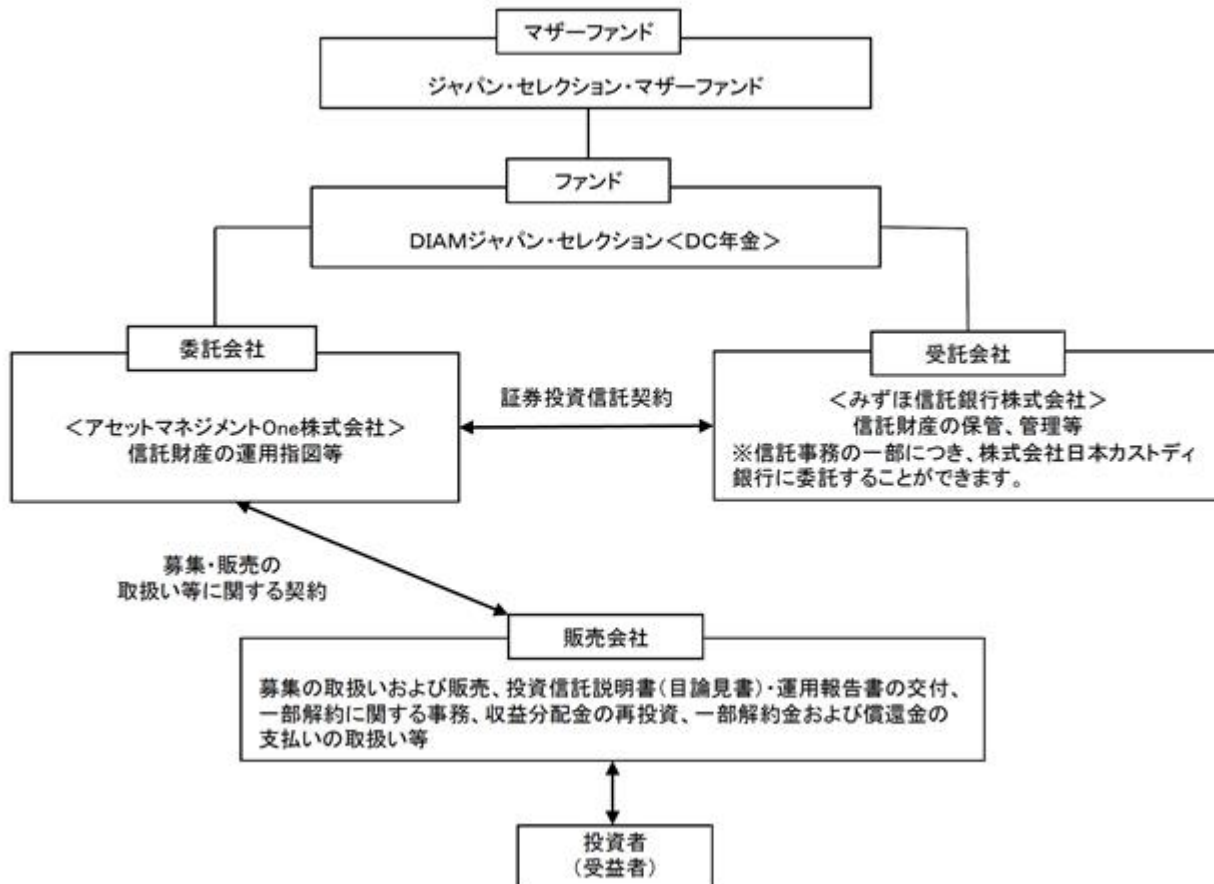 マザーファンド
ジャパン・セレクション・マザーファンド
ファンド
DIAMジャパン・セレクション＜DC年金＞
委託会社
＜アセットマネジメントOne株式会社＞
信託財産の運用指図等
証券投資信託契約
受託会社
＜みずほ信託銀行株式会社＞
信託財産の保管、管理等
※信託事務の一部につき、株式会社日本カストディ
銀行に委託することができます。
募集・販売の
取扱い等に関する契約
販売会社
募集の取扱いおよび販売、投資信託説明書（目論見書）・運用報告書の交付、
一部解約に関する事務、収益分配金の再投資、一部解約金および償還金の
支払いの取扱い等
投資者
（受益者）